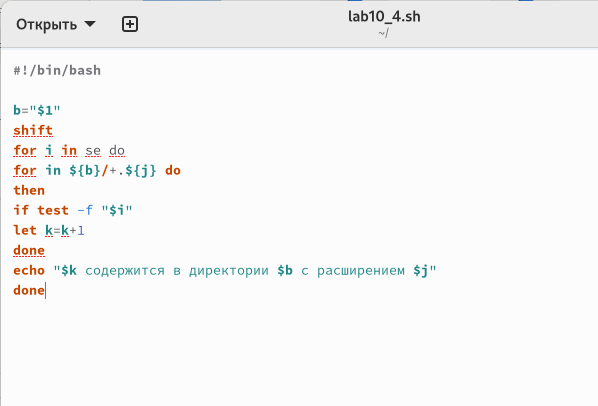 Открыть
lab10_4.sh
~/
#!/bin/bash
b="$1"
shift
for i in se do
for in ${b}/+.${j} do
then
if test -f "$i"
let k=k+1
done
echo "$k содержится в директории $b с расширением $j"
done